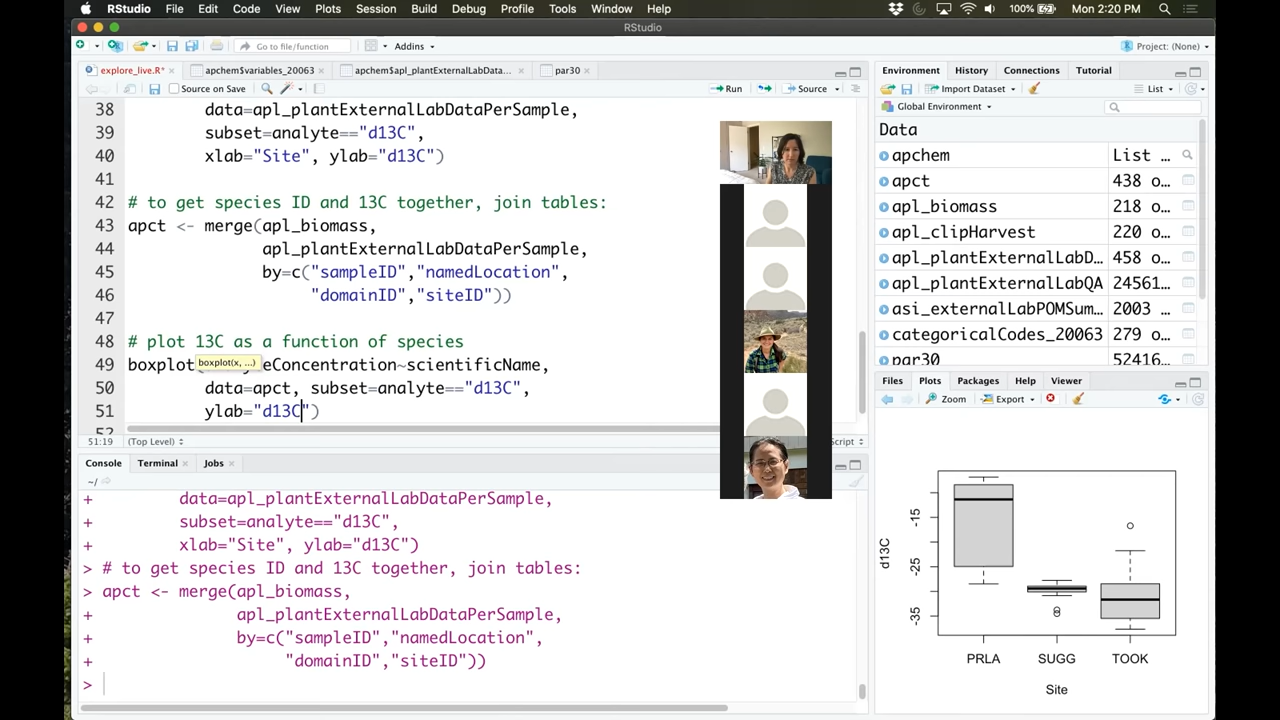 RStudio File Edit Code View Plots Session Build Debug Profile Tools Window Help 100% Mon 2:20 PM
RStudio
Go to file/function Addins Project: (None)
explore_live.R* apchem$variables_20063 apchem$apl_plantExternalLabData... par30
Source on Save Run Source
38 data=apl_plantExternalLabDataPerSample,
39 subset=analyte=="d13C",
40 xlab="Site", ylab="d13C")
41
42 # to get species ID and 13C together, join tables:
43 apct <- merge(apl_biomass,
44 apl_plantExternalLabDataPerSample,
45 by=c("sampleID","namedLocation",
46 "domainID","siteID"))
47
48 # plot 13C as a function of species
49 boxplot eConcentration~scientificName,
boxplot(x, ...)
50 data=apct, subset=analyte=="d13C",
51 ylab="d13C")
52
51:19 (Top Level) Script
Console Terminal Jobs
~/
+ data=apl_plantExternalLabDataPerSample,
+ subset=analyte=="d13C",
+ xlab="Site", ylab="d13C")
> # to get species ID and 13C together, join tables:
> apct <- merge(apl_biomass,
+ apl_plantExternalLabDataPerSample,
+ by=c("sampleID","namedLocation",
+ "domainID","siteID"))
>
Environment History Connections Tutorial
Import Dataset List
Global Environment
Data
apchem List …
apct 438 o…
apl_biomass 218 o…
apl_clipHarvest 220 o…
apl_plantExternalLabD… 458 o…
apl_plantExternalLabQA 24561…
asi_externalLabPOMSum… 2003 …
categoricalCodes_20063 279 o…
par30 52416…
Files Plots Packages Help Viewer
Zoom Export
d13C
-15
-25
-35
PRLA SUGG TOOK
Site